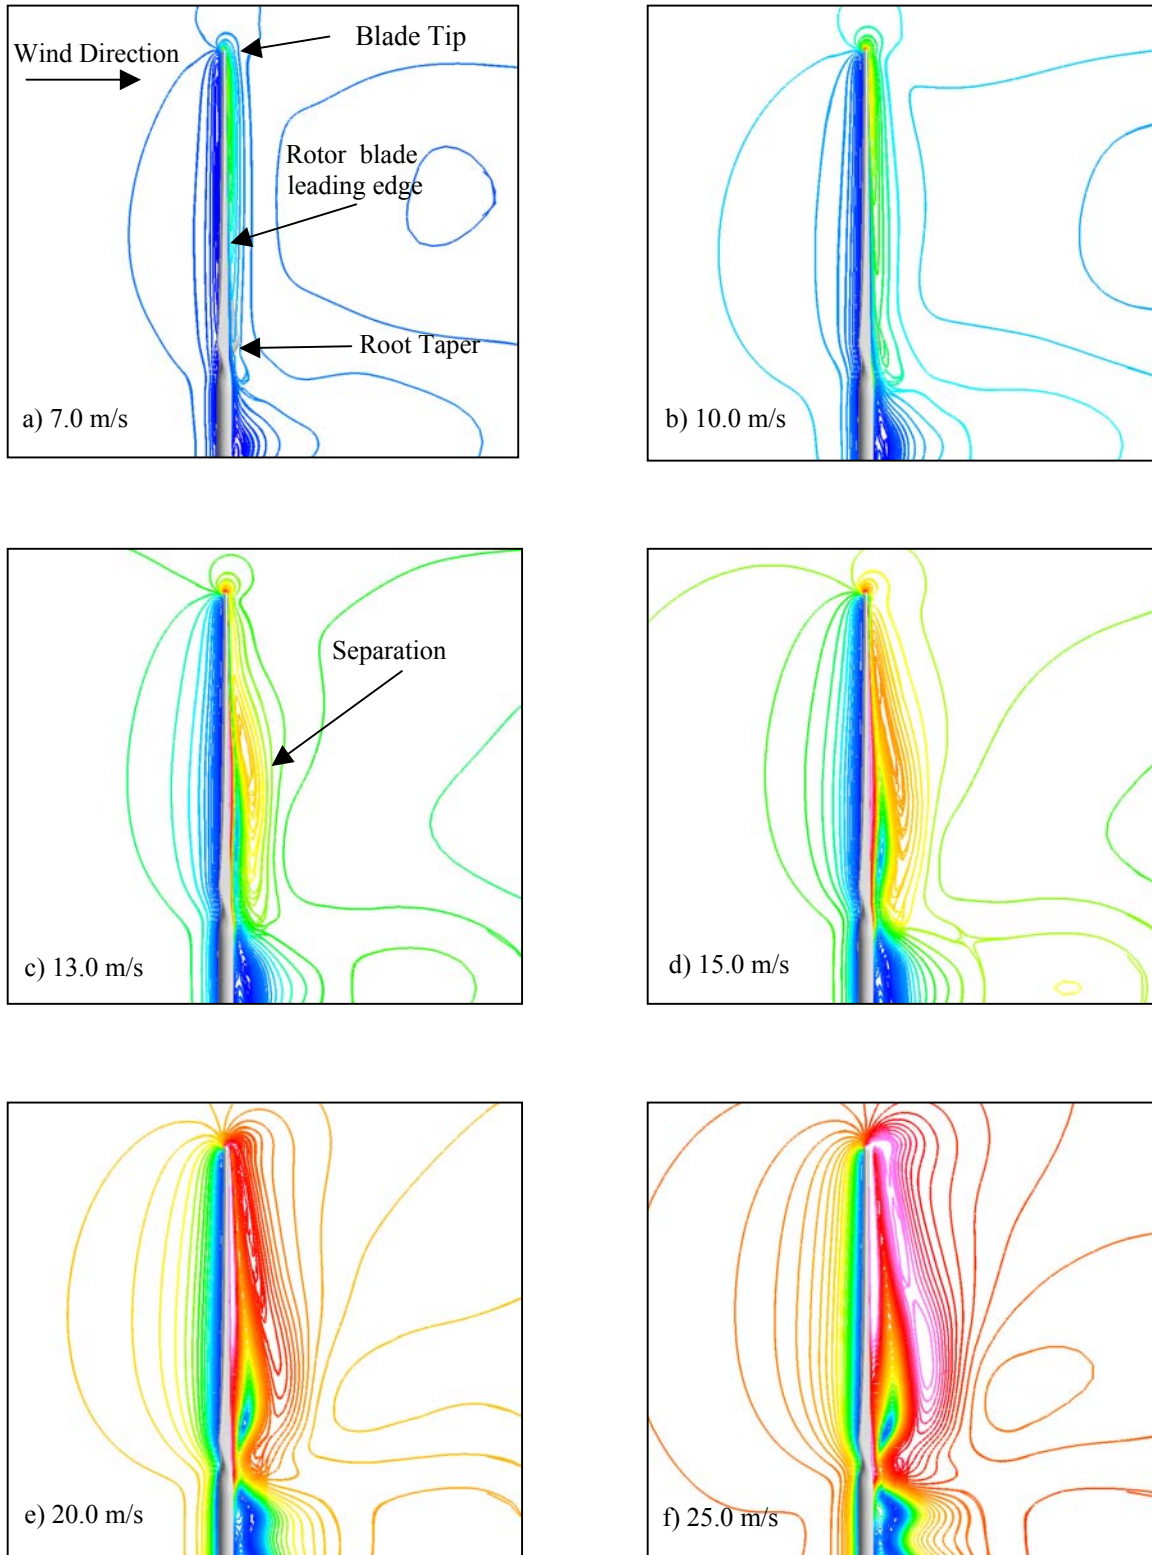 Wind Direction
Blade Tip
Rotor blade
leading edge
Root Taper
a) 7.0 m/s
b) 10.0 m/s
Separation
c) 13.0 m/s
d) 15.0 m/s
e) 20.0 m/s
f) 25.0 m/s